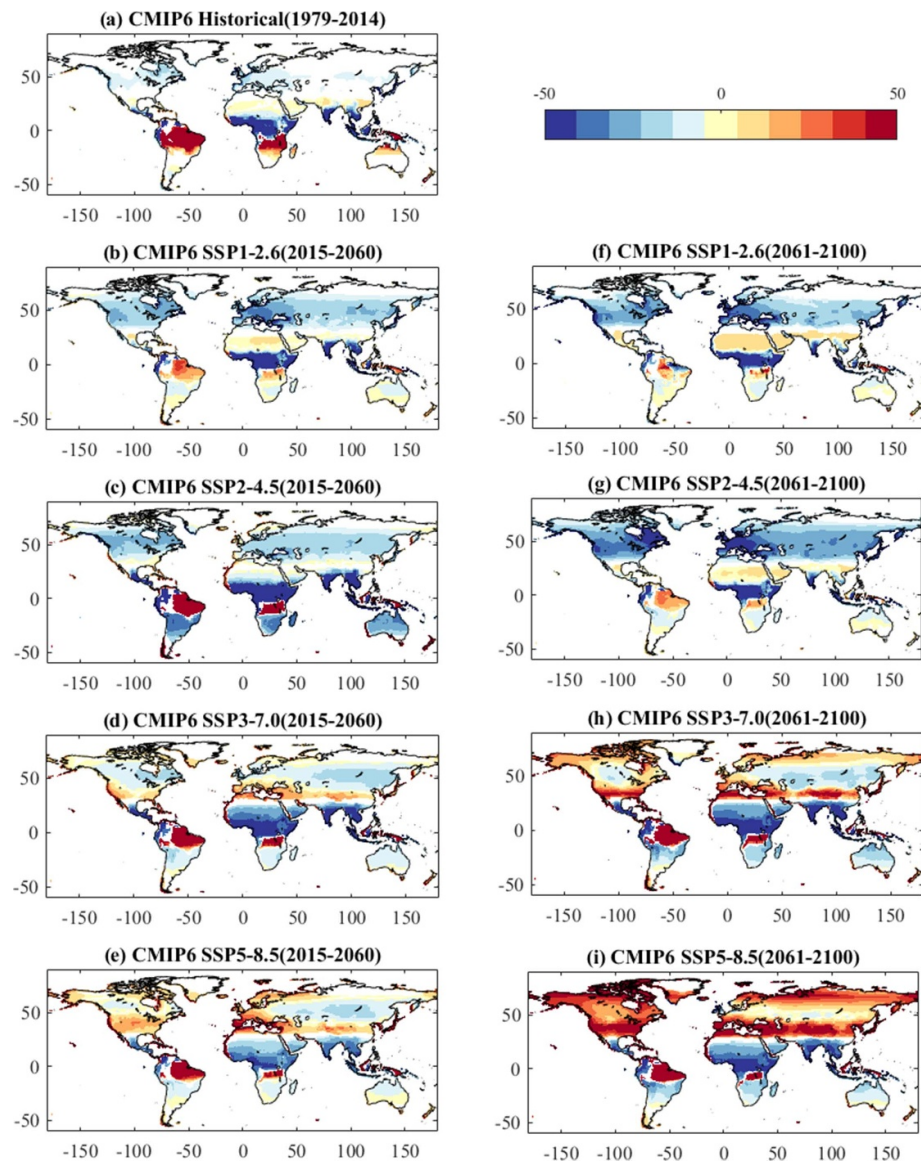 (a) CMIP6 Historical(1979-2014)
50
0
-50
-150 -100 -50 0 50 100 150
-50 0 50
(b) CMIP6 SSP1-2.6(2015-2060)
50
0
-50
-150 -100 -50 0 50 100 150
(f) CMIP6 SSP1-2.6(2061-2100)
50
0
-50
-150 -100 -50 0 50 100 150
(c) CMIP6 SSP2-4.5(2015-2060)
50
0
-50
-150 -100 -50 0 50 100 150
(g) CMIP6 SSP2-4.5(2061-2100)
50
0
-50
-150 -100 -50 0 50 100 150
(d) CMIP6 SSP3-7.0(2015-2060)
50
0
-50
-150 -100 -50 0 50 100 150
(h) CMIP6 SSP3-7.0(2061-2100)
50
0
-50
-150 -100 -50 0 50 100 150
(e) CMIP6 SSP5-8.5(2015-2060)
50
0
-50
-150 -100 -50 0 50 100 150
(i) CMIP6 SSP5-8.5(2061-2100)
50
0
-50
-150 -100 -50 0 50 100 150